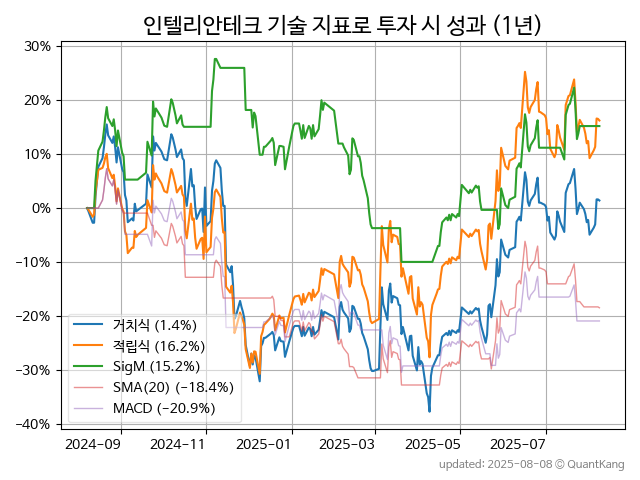 인텔리안테크 기술 지표로 투자 시 성과 (1년)
30%
20%
10%
0%
−10%
−20%
−30%
−40%
거치식 (1.4%)
적립식 (16.2%)
SigM (15.2%)
SMA(20) (−18.4%)
MACD (−20.9%)
2024-09
2024-11
2025-01
2025-03
2025-05
2025-07
updated: 2025-08-08 © QuantKang